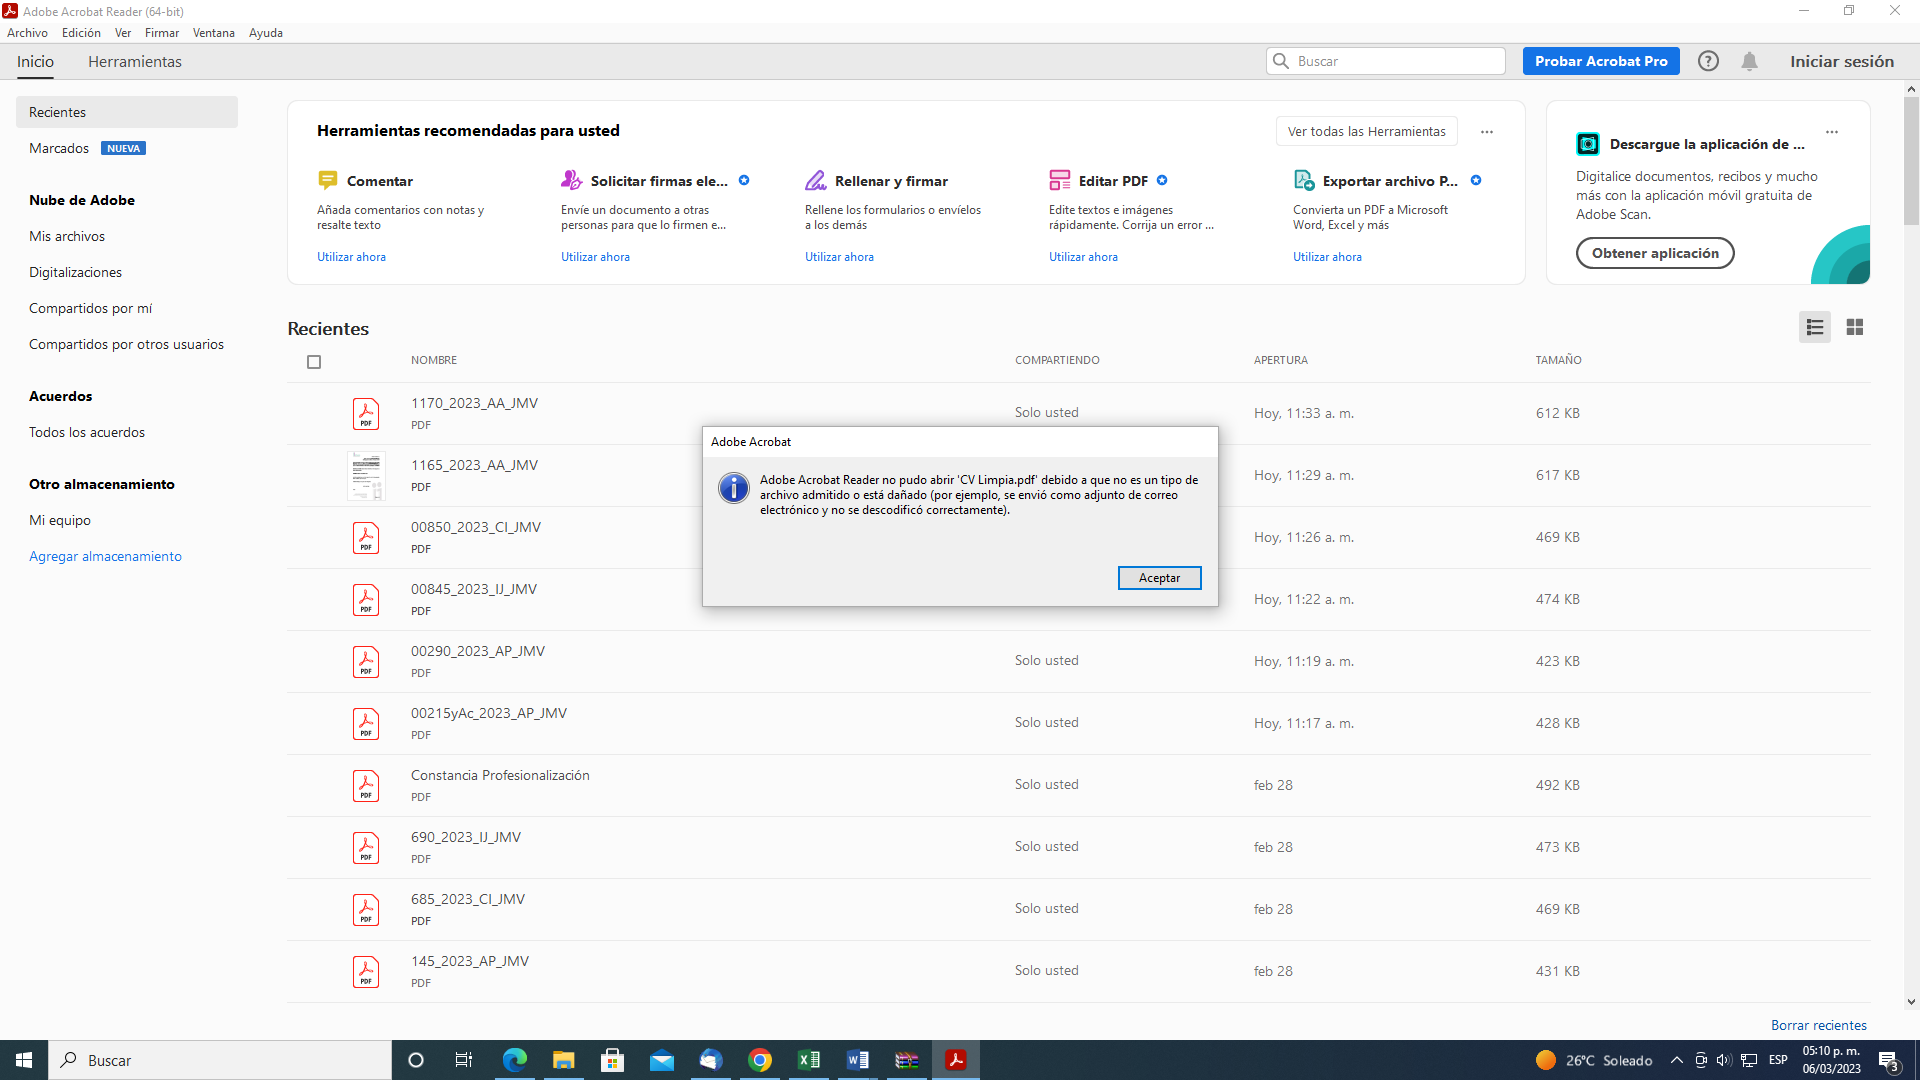 Adobe Acrobat Reader (64-bit)
Archivo Edición Ver Firmar Ventana Ayuda
Inicio Herramientas
Buscar
Probar Acrobat Pro
Iniciar sesión
Recientes
Marcados NUEVA
Nube de Adobe
Mis archivos
Digitalizaciones
Compartidos por mí
Compartidos por otros usuarios
Acuerdos
Todos los acuerdos
Otro almacenamiento
Mi equipo
Agregar almacenamiento
Herramientas recomendadas para usted
Ver todas las Herramientas
Comentar
Añada comentarios con notas y
resalte texto
Utilizar ahora
Solicitar firmas ele...
Envíe un documento a otras
personas para que lo firmen e...
Utilizar ahora
Rellenar y firmar
Rellene los formularios o envíelos
a los demás
Utilizar ahora
Editar PDF
Edite textos e imágenes
rápidamente. Corrija un error ...
Utilizar ahora
Exportar archivo P...
Convierta un PDF a Microsoft
Word, Excel y más
Utilizar ahora
Descargue la aplicación de ...
Digitalice documentos, recibos y mucho
más con la aplicación móvil gratuita de
Adobe Scan.
Obtener aplicación
Recientes
NOMBRE COMPARTIENDO APERTURA TAMAÑO
1170_2023_AA_JMV
PDF
Solo usted Hoy, 11:33 a. m. 612 KB
1165_2023_AA_JMV
PDF
Hoy, 11:29 a. m. 617 KB
00850_2023_CI_JMV
PDF
Hoy, 11:26 a. m. 469 KB
00845_2023_IJ_JMV
PDF
Hoy, 11:22 a. m. 474 KB
00290_2023_AP_JMV
PDF
Solo usted Hoy, 11:19 a. m. 423 KB
00215yAc_2023_AP_JMV
PDF
Solo usted Hoy, 11:17 a. m. 428 KB
Constancia Profesionalización
PDF
Solo usted feb 28 492 KB
690_2023_IJ_JMV
PDF
Solo usted feb 28 473 KB
685_2023_CI_JMV
PDF
Solo usted feb 28 469 KB
145_2023_AP_JMV
PDF
Solo usted feb 28 431 KB
Adobe Acrobat
Adobe Acrobat Reader no pudo abrir 'CV Limpia.pdf' debido a que no es un tipo de
archivo admitido o está dañado (por ejemplo, se envió como adjunto de correo
electrónico y no se descodificó correctamente).
Aceptar
Borrar recientes
Buscar
26°C Soleado
ESP
05:10 p. m.
06/03/2023
3